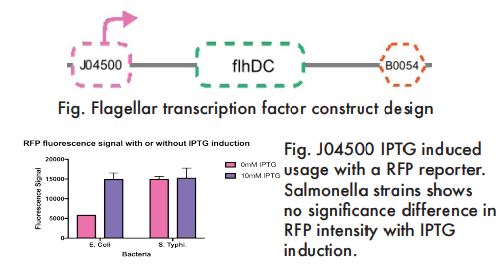 J04500
flhDC
B0054
Fig. Flagellar transcription factor construct design
RFP fluorescence signal with or without IPTG induction
20000
15000
10000
5000
0
Fluorescence Signal
E. Coli
S. Typhi.
Bacteria
0mM IPTG
10mM IPTG
Fig. J04500 IPTG induced
usage with a RFP reporter.
Salmonella strains shows
no significance difference in
RFP intensity with IPTG
induction.